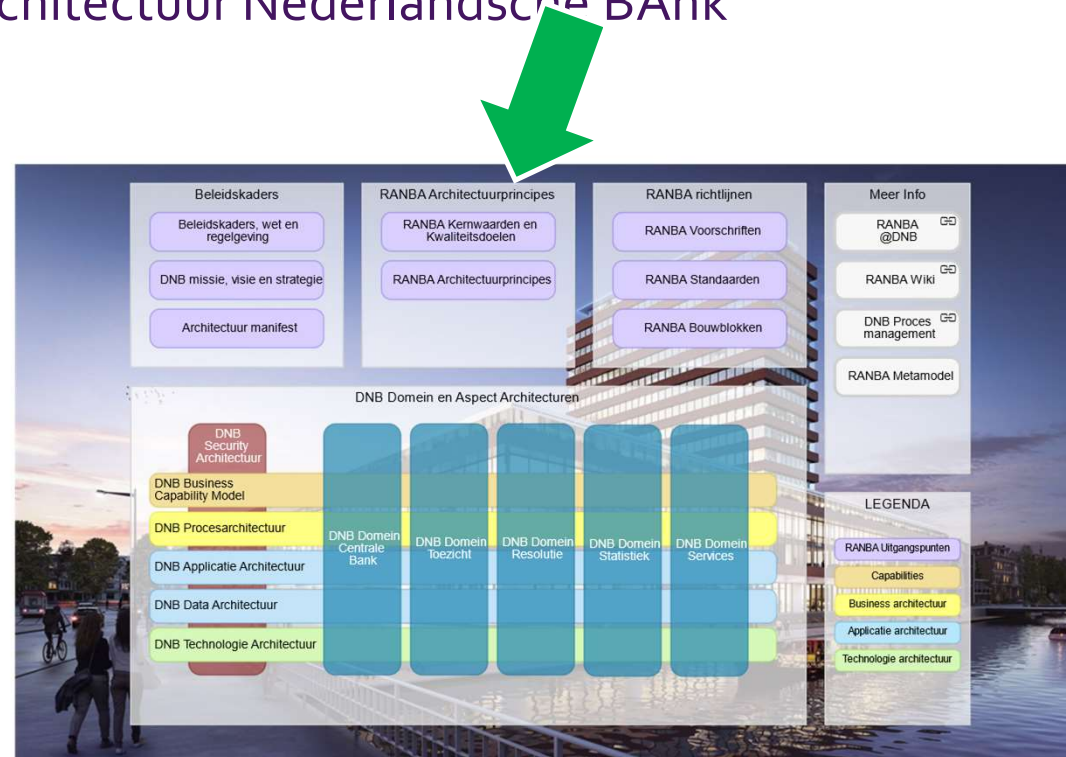 chitectuur Nederlandsche BAnk
Beleidskaders
Beleidskaders, wet en
regelgeving
DNB missie, visie en strategie
Architectuur manifest
RANBA Architectuurprincipes
RANBA Kernwaarden en
Kwaliteitsdoelen
RANBA Architectuurprincipes
RANBA richtlijnen
RANBA Voorschriften
RANBA Standaarden
RANBA Bouwblokken
Meer Info
RANBA
@DNB
RANBA Wiki
DNB Proces
management
RANBA Metamodel
DNB Domein en Aspect Architecturen
DNB
Security
Architectuur
DNB Business
Capability Model
DNB Procesarchitectuur
DNB Applicatie Architectuur
DNB Data Architectuur
DNB Technologie Architectuur
DNB Domein
Centrale
Bank
DNB Domein
Toezicht
DNB Domein
Resolutie
DNB Domein
Statistiek
DNB Domein
Services
LEGENDA
RANBA Uitgangspunten
Capabilities
Business architectuur
Applicatie architectuur
Technologie architectuur